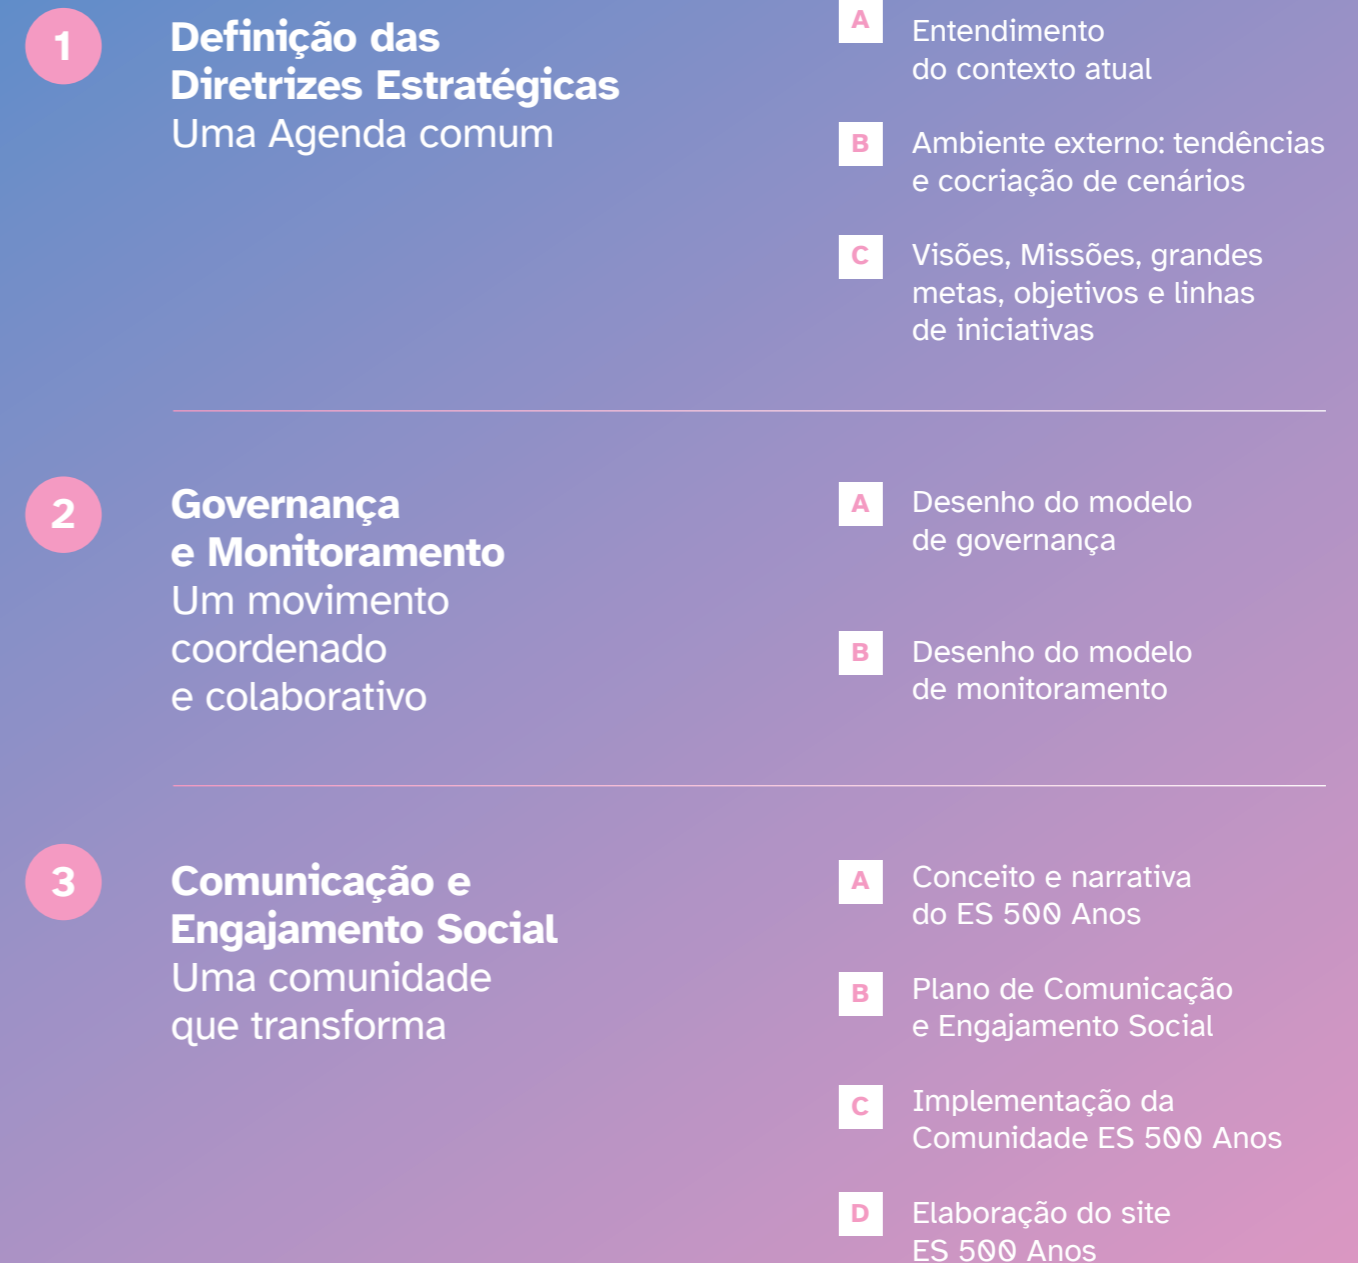 1
Definição das
Diretrizes Estratégicas
Uma Agenda comum
A
Entendimento
do contexto atual
B
Ambiente externo: tendências
e cocriação de cenários
C
Visões, Missões, grandes
metas, objetivos e linhas
de iniciativas
2
Governança
e Monitoramento
Um movimento
coordenado
e colaborativo
A
Desenho do modelo
de governança
B
Desenho do modelo
de monitoramento
3
Comunicação e
Engajamento Social
Uma comunidade
que transforma
A
Conceito e narrativa
do ES 500 Anos
B
Plano de Comunicação
e Engajamento Social
C
Implementação da
Comunidade ES 500 Anos
D
Elaboração do site
ES 500 Anos